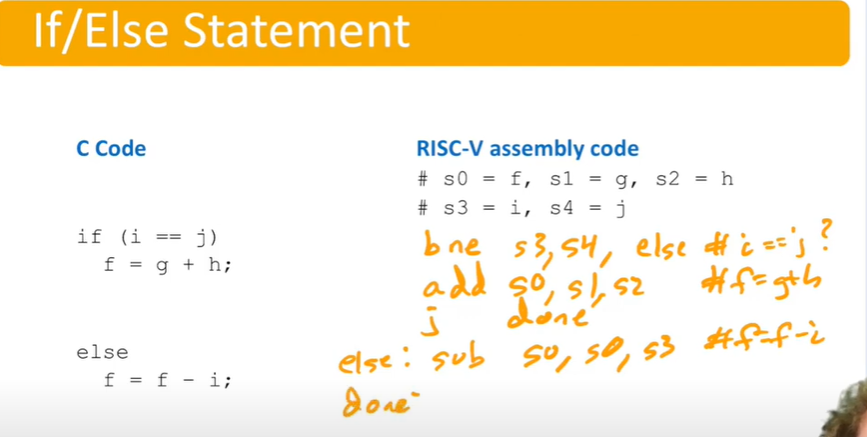 If/Else Statement
C Code
if (i == j)
f = g + h;
else
f = f - i;
RISC-V assembly code
# s0 = f, s1 = g, s2 = h
# s3 = i, s4 = j
bne s3, s4, else # i == j ?
add s0, s1, s2 # f = g+h
j done
else: sub s0, s0, s3 # f=f-i
done: